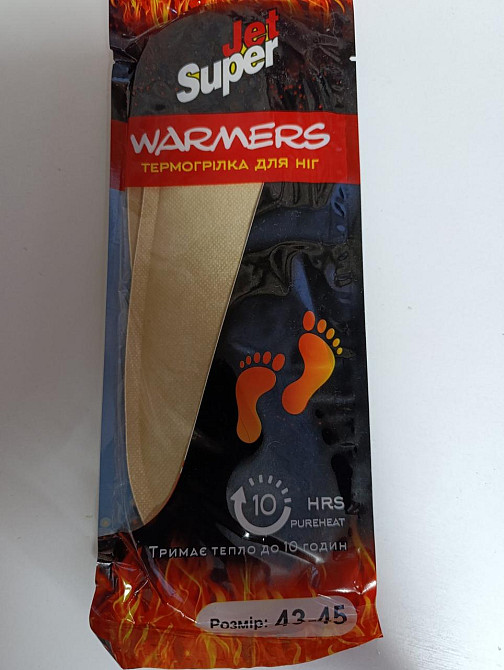 Jet
Super
WARMERS
ТЕРМОГРІЛКА ДЛЯ НІГ
10 HRS
PUREHEAT
ТРИМАЄ ТЕПЛО ДО 10 ГОДИН
Розмір: 43-45